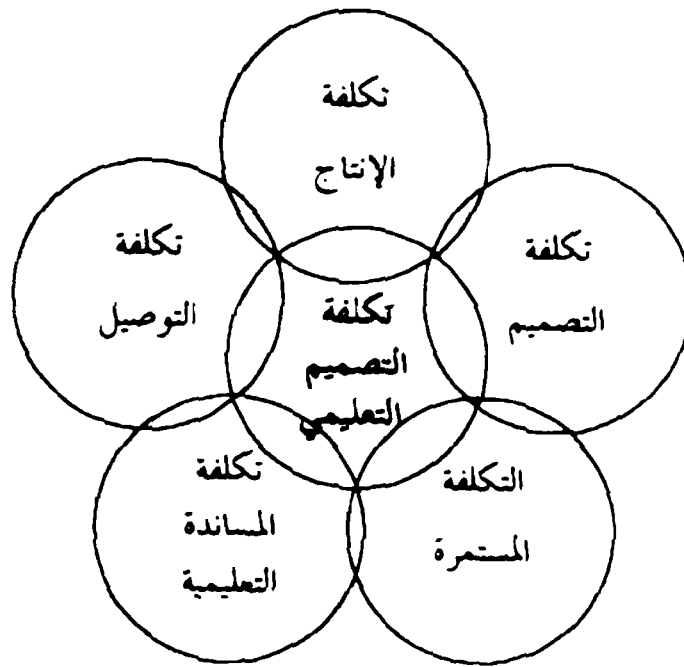 تكلفة
الإنتاج
تكلفة
التصميم
تكلفة
التوصيل
تكلفة
التصميم
التعليمي
التكلفة
المستمرة
تكلفة
المساندة
التعليمية